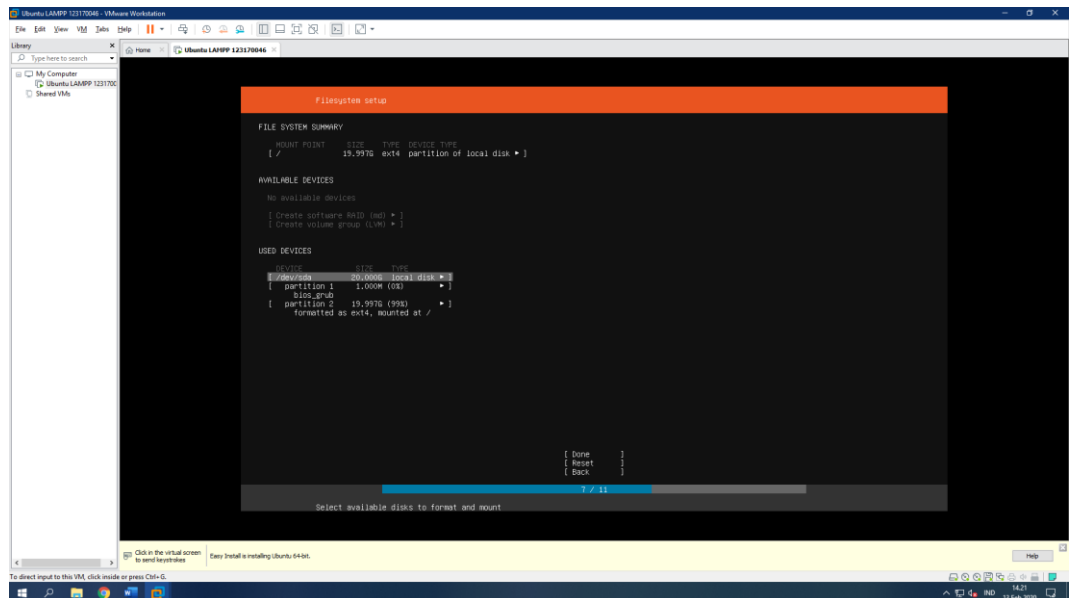 Ubuntu LAMPP 123170046 - VMware Workstation
File Edit View VM Tabs Help
Library
Home Ubuntu LAMPP 123170046
Type here to search
My Computer
Ubuntu LAMPP 123170
Shared VMs
Filesystem setup
FILE SYSTEM SUMMARY
MOUNT POINT SIZE TYPE DEVICE TYPE
[ / 19.997G ext4 partition of local disk ▸ ]
AVAILABLE DEVICES
No available devices
[ Create software RAID (md) ▸ ]
[ Create volume group (LVM) ▸ ]
USED DEVICES
DEVICE SIZE TYPE
[ /dev/sda 20.000G local disk ▸ ]
[ partition 1 1.000M (0%) ▸ ]
bios_grub
[ partition 2 19.997G (99%) ▸ ]
formatted as ext4, mounted at /
[ Done ]
[ Reset ]
[ Back ]
7 / 11
Select available disks to format and mount
Click in the virtual screen
to send keystrokes
Easy Install is installing Ubuntu 64-bit.
Help
To direct input to this VM, click inside or press Ctrl+G.
IND
14.21
12 Feb 2020